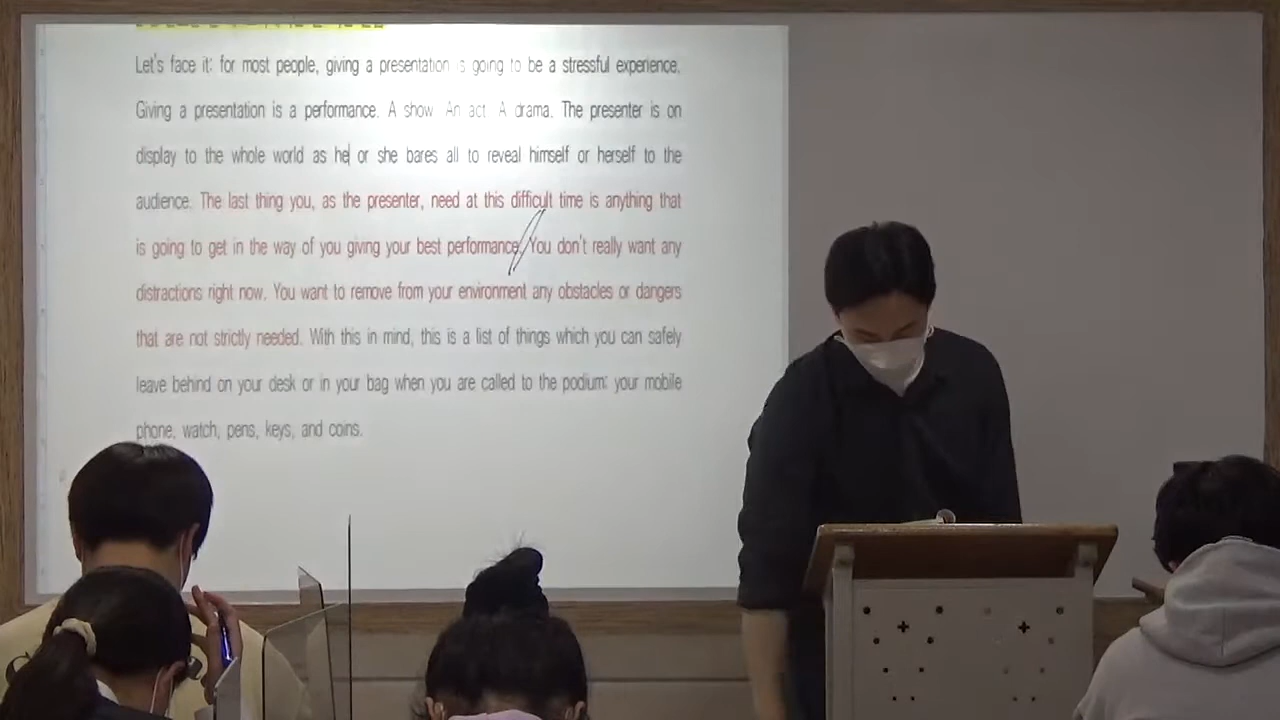 Let's face it: for most people, giving a presentation is going to be a stressful experience.
Giving a presentation is a performance. A show. An act. A drama. The presenter is on
display to the whole world as he or she bares all to reveal himself or herself to the
audience. The last thing you, as the presenter, need at this difficult time is anything that
is going to get in the way of you giving your best performance. You don't really want any
distractions right now. You want to remove from your environment any obstacles or dangers
that are not strictly needed. With this in mind, this is a list of things which you can safely
leave behind on your desk or in your bag when you are called to the podium: your mobile
phone, watch, pens, keys, and coins.